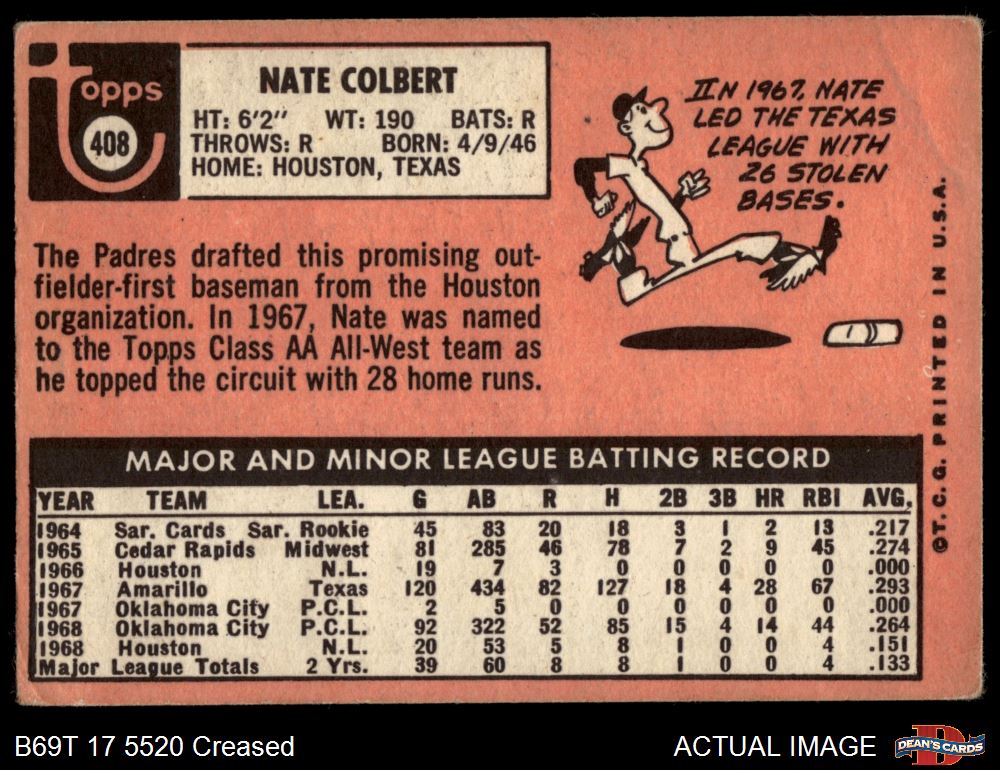 topps
408
NATE COLBERT
HT: 6'2" WT: 190 BATS: R
THROWS: R BORN: 4/9/46
HOME: HOUSTON, TEXAS
IN 1967, NATE
LED THE TEXAS
LEAGUE WITH
26 STOLEN
BASES.
The Padres drafted this promising out-
fielder-first baseman from the Houston
organization. In 1967, Nate was named
to the Topps Class AA All-West team as
he topped the circuit with 28 home runs.
©T.C.G. PRINTED IN U.S.A.
MAJOR AND MINOR LEAGUE BATTING RECORD
YEAR TEAM LEA. G AB R H 2B 3B HR RBI AVG.
1964 Sar. Cards Sar. Rookie 45 83 20 18 3 1 2 13 .217
1965 Cedar Rapids Midwest 81 285 46 78 7 2 9 45 .274
1966 Houston N.L. 19 7 3 0 0 0 0 0 .000
1967 Amarillo Texas 120 434 82 127 18 4 28 67 .293
1967 Oklahoma City P.C.L. 2 5 0 0 0 0 0 0 .000
1968 Oklahoma City P.C.L. 92 322 52 85 15 4 14 44 .264
1968 Houston N.L. 20 53 5 8 1 0 0 4 .151
Major League Totals 2 Yrs. 39 60 8 8 1 0 0 4 .133
B69T 17 5520 Creased
ACTUAL IMAGE
D
DEAN'S CARDS